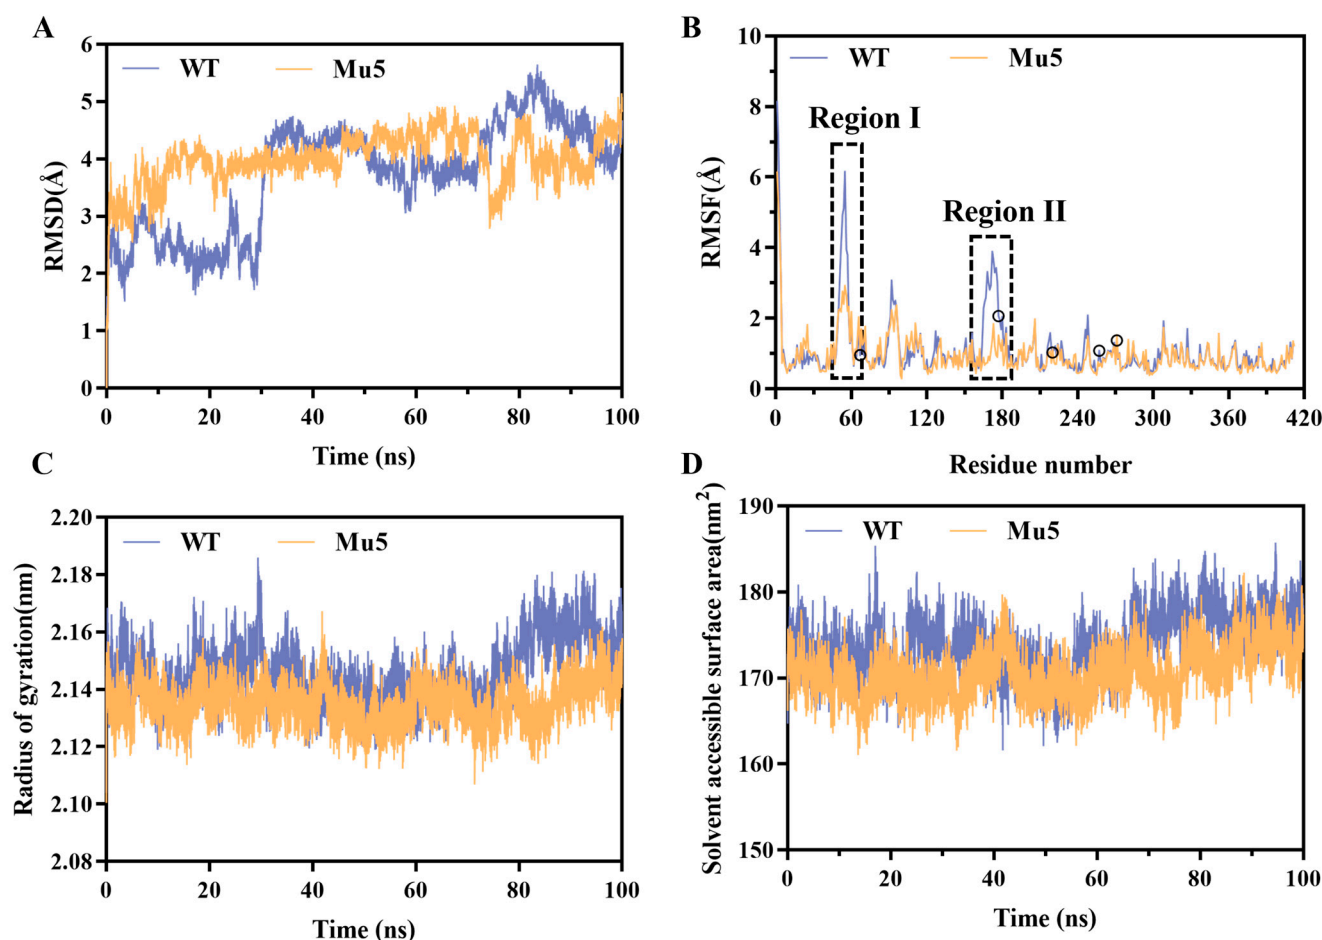 A
RMSD(Å)
6
5
4
3
2
1
0
WT
Mu5
0
20
40
60
80
100
Time (ns)
B
RMSF(Å)
10
8
6
4
2
0
WT
Mu5
Region I
Region II
0
60
120
180
240
300
360
420
Residue number
C
Radius of gyration(nm)
2.20
2.18
2.16
2.14
2.12
2.10
2.08
WT
Mu5
0
20
40
60
80
100
Time (ns)
D
Solvent accessible surface area(nm²)
190
180
170
160
150
WT
Mu5
0
20
40
60
80
100
Time (ns)